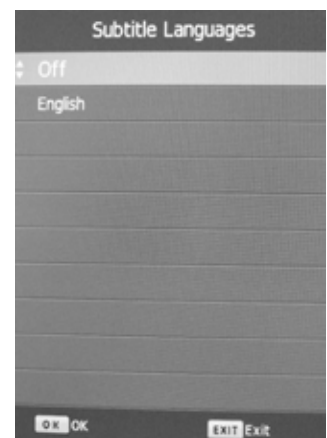 Subtitle Languages
Off
English
OK OK
EXIT Exit